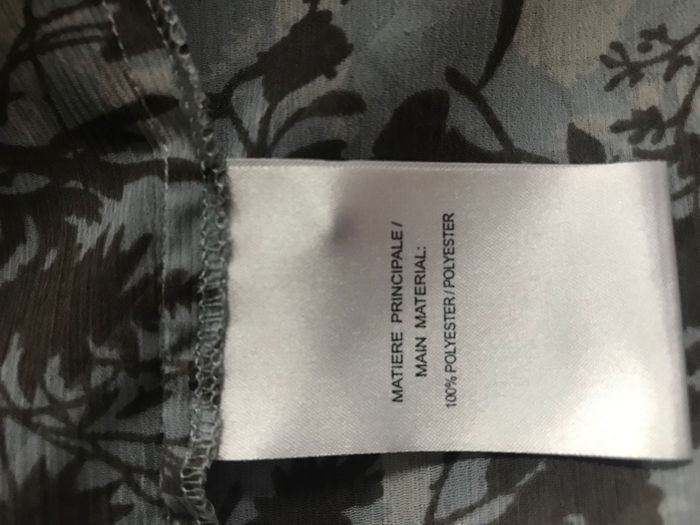 MATIERE PRINCIPALE /
MAIN MATERIAL:
100% POLYESTER / POLYESTER